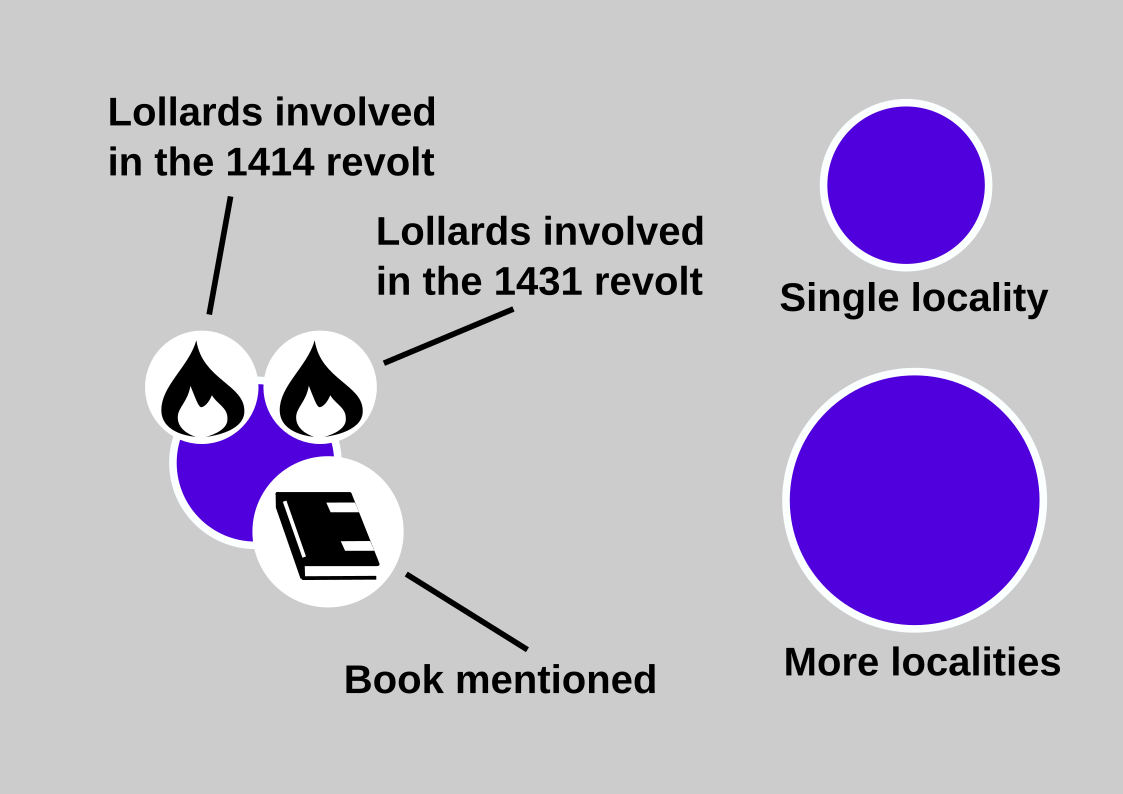 Lollards involved
in the 1414 revolt
Lollards involved
in the 1431 revolt
Single locality
Book mentioned
More localities